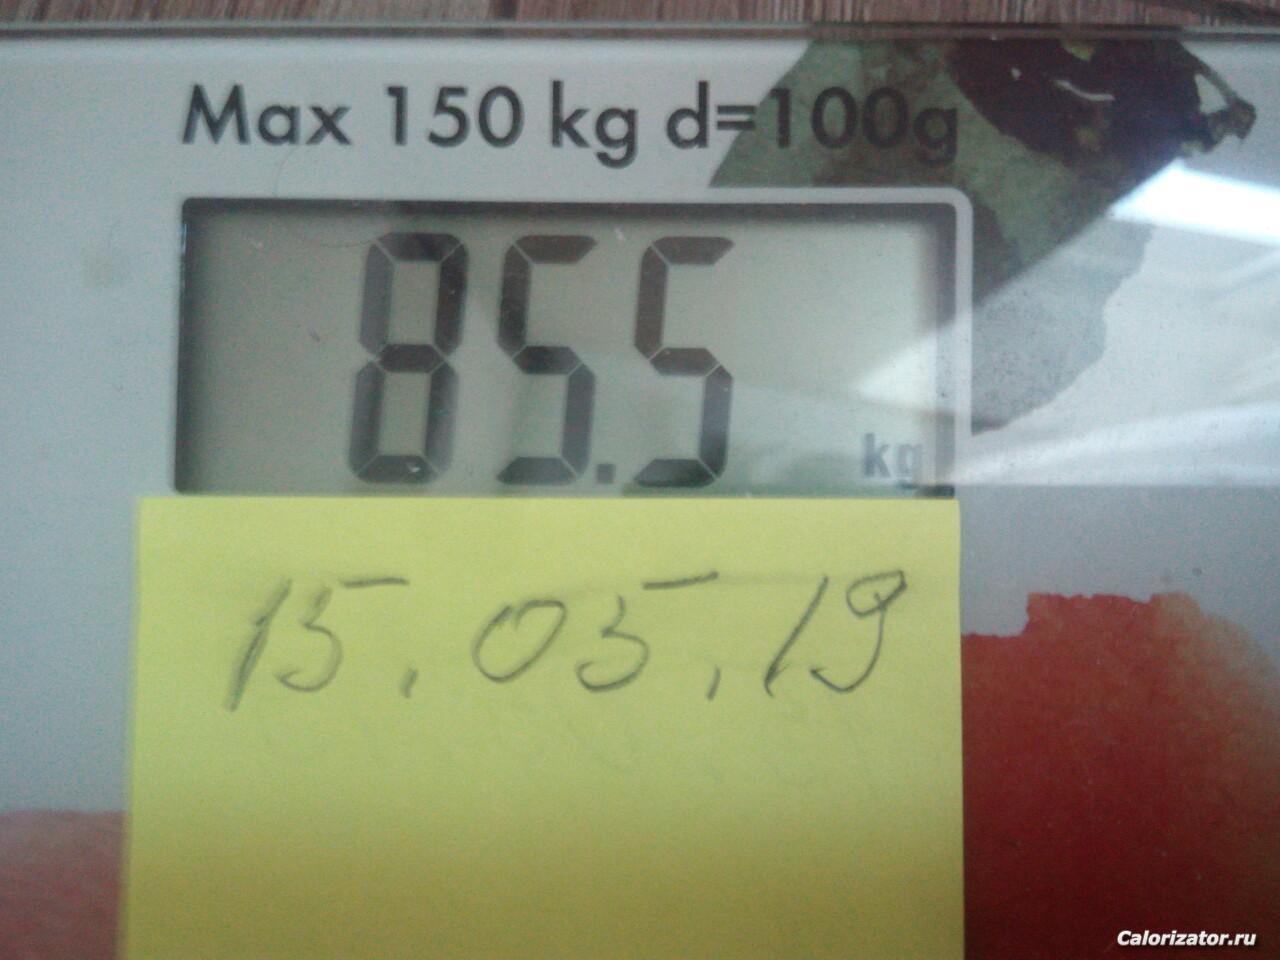 Max 150 kg d=100g
85.5 kg
15.05.19
Calorizator.ru